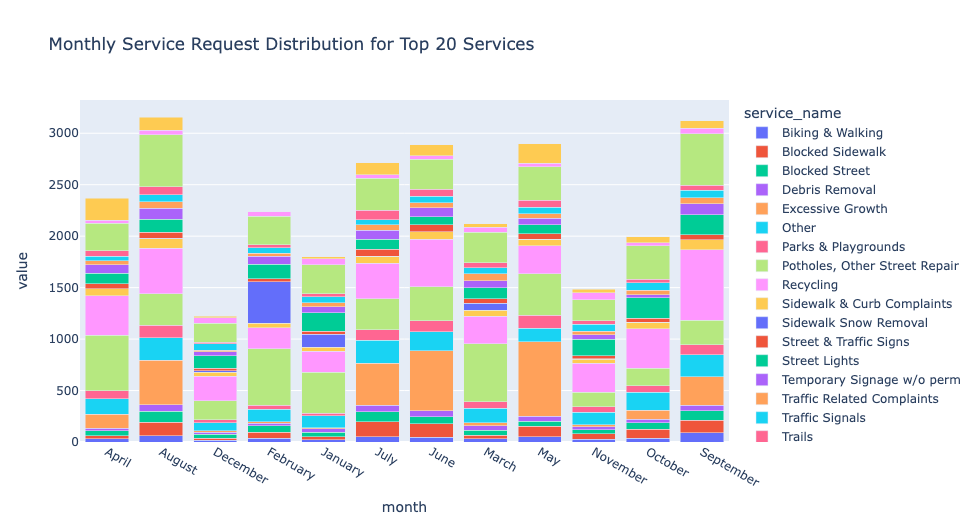 Monthly Service Request Distribution for Top 20 Services
service_name
Biking & Walking
Blocked Sidewalk
Blocked Street
Debris Removal
Excessive Growth
Other
Parks & Playgrounds
Potholes, Other Street Repair
Recycling
Sidewalk & Curb Complaints
Sidewalk Snow Removal
Street & Traffic Signs
Street Lights
Temporary Signage w/o perm
Traffic Related Complaints
Traffic Signals
Trails
value
3000
2500
2000
1500
1000
500
0
April
August
December
February
January
July
June
March
May
November
October
September
month